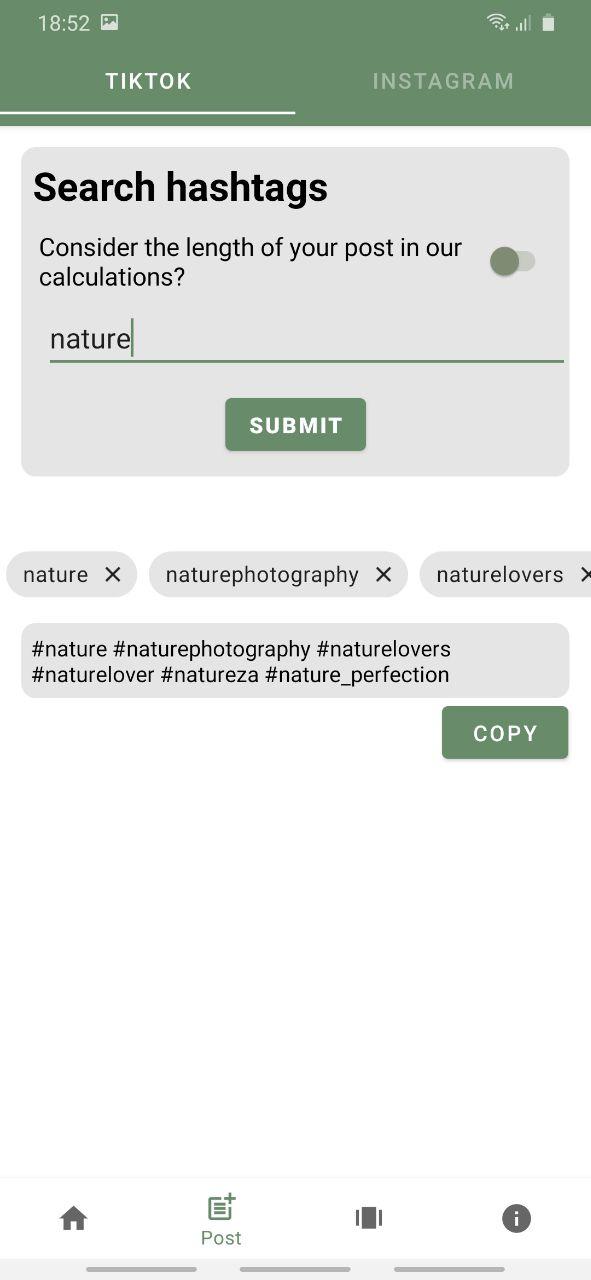 18:52
TIKTOK INSTAGRAM
Search hashtags
Consider the length of your post in our
calculations?
nature
SUBMIT
nature naturephotography naturelovers
#nature #naturephotography #naturelovers
#naturelover #natureza #nature_perfection
COPY
Post